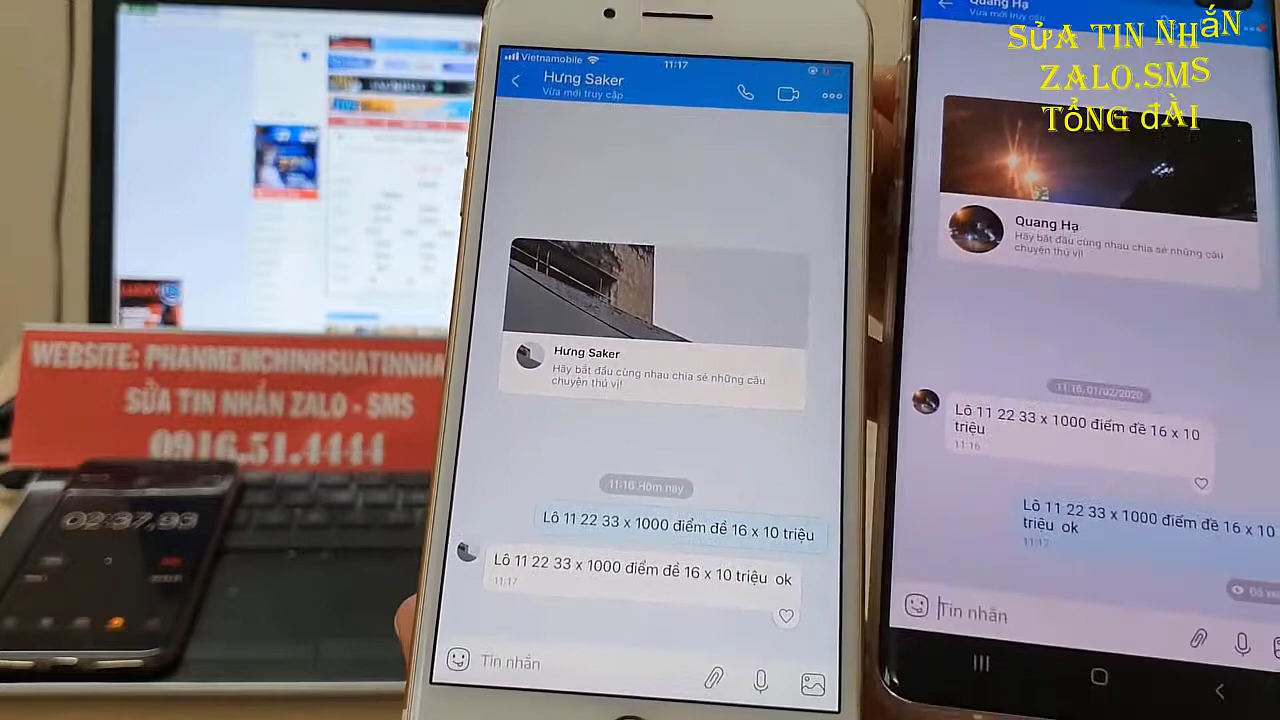 SỬA TIN NHẮN
ZALO.SMS
TỔNG ĐÀI
WEBSITE: PHANMEMCHINHSUATINNHA
SỬA TIN NHẮN ZALO - SMS
0916.51.4444
02:37,93
Vietnamobile
11:17
Hưng Saker
Vừa mới truy cập
Hưng Saker
Hãy bắt đầu cùng nhau chia sẻ những câu
chuyện thú vị!
11:16 Hôm nay
Lô 11 22 33 x 1000 điểm đề 16 x 10 triệu
Lô 11 22 33 x 1000 điểm đề 16 x 10 triệu ok
11:17
Tin nhắn
Quang Hạ
Vừa mới truy cập
Quang Hạ
Hãy bắt đầu cùng nhau chia sẻ những câu
chuyện thú vị!
11:16, 01/02/2020
Lô 11 22 33 x 1000 điểm đề 16 x 10
triệu
11:16
Lô 11 22 33 x 1000 điểm đề 16 x 10
triệu ok
11:17
Tin nhắn